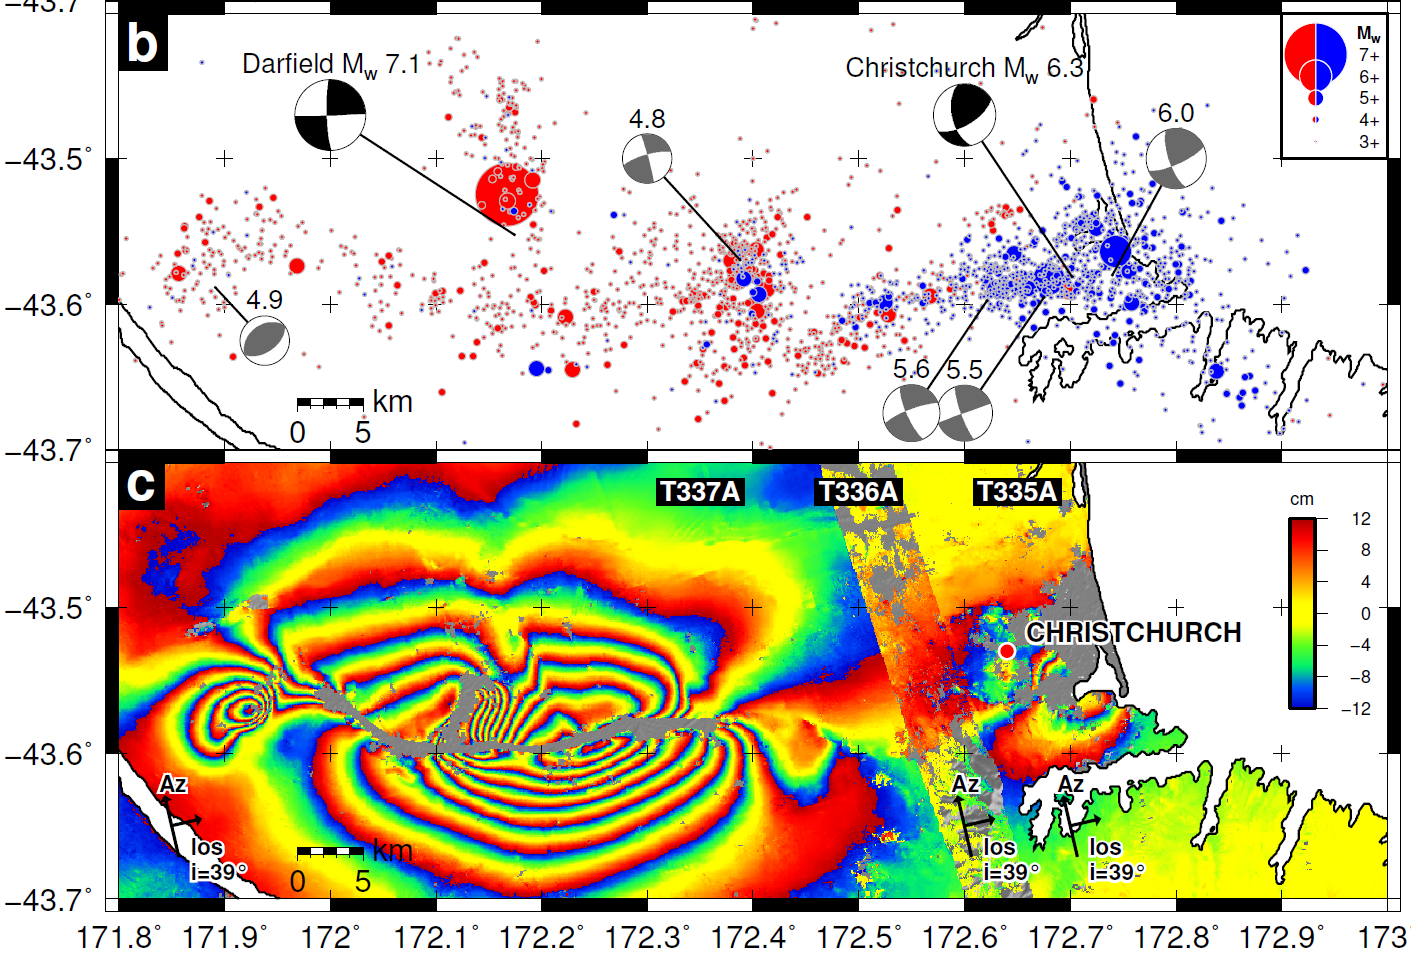 −43.7
b
Darfield Mw 7.1
Christchurch Mw 6.3
Mw
7+
6+
5+
4+
3+
4.8
6.0
−43.5°
4.9
−43.6°
5.6 5.5
km
0 5
−43.7°
c
T337A
T336A
T335A
cm
12
8
4
0
−4
−8
−12
−43.5°
CHRISTCHURCH
−43.6°
Az
Az
Az
los
i=39°
los
i=39°
los
i=39°
km
0 5
−43.7°
171.8° 171.9° 172° 172.1° 172.2° 172.3° 172.4° 172.5° 172.6° 172.7° 172.8° 172.9° 173°